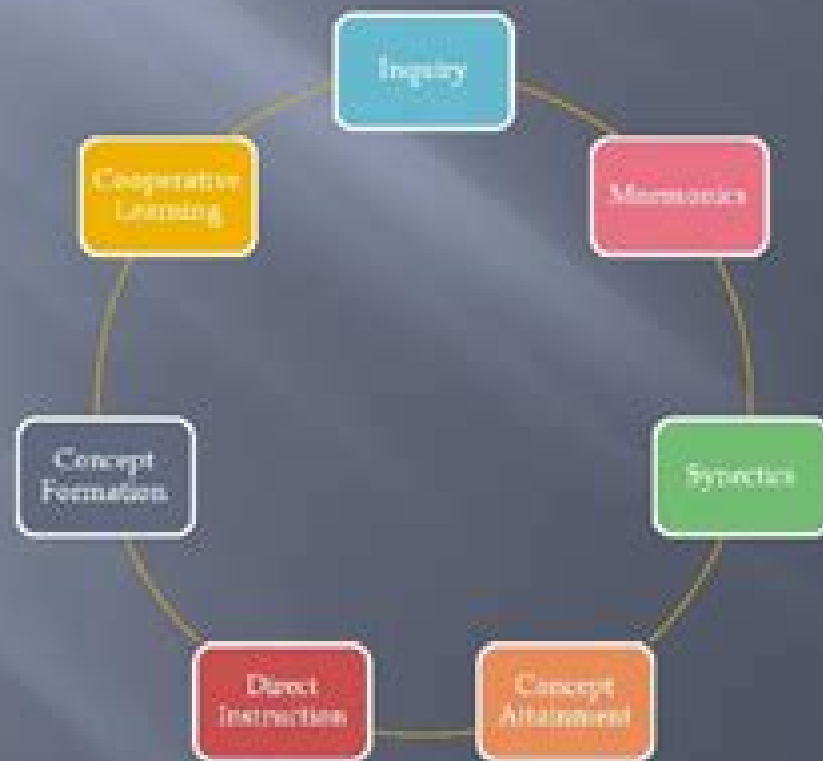 Inquiry
Mnemonics
Synectics
Concept
Attainment
Direct
Instruction
Concept
Formation
Cooperative
Learning